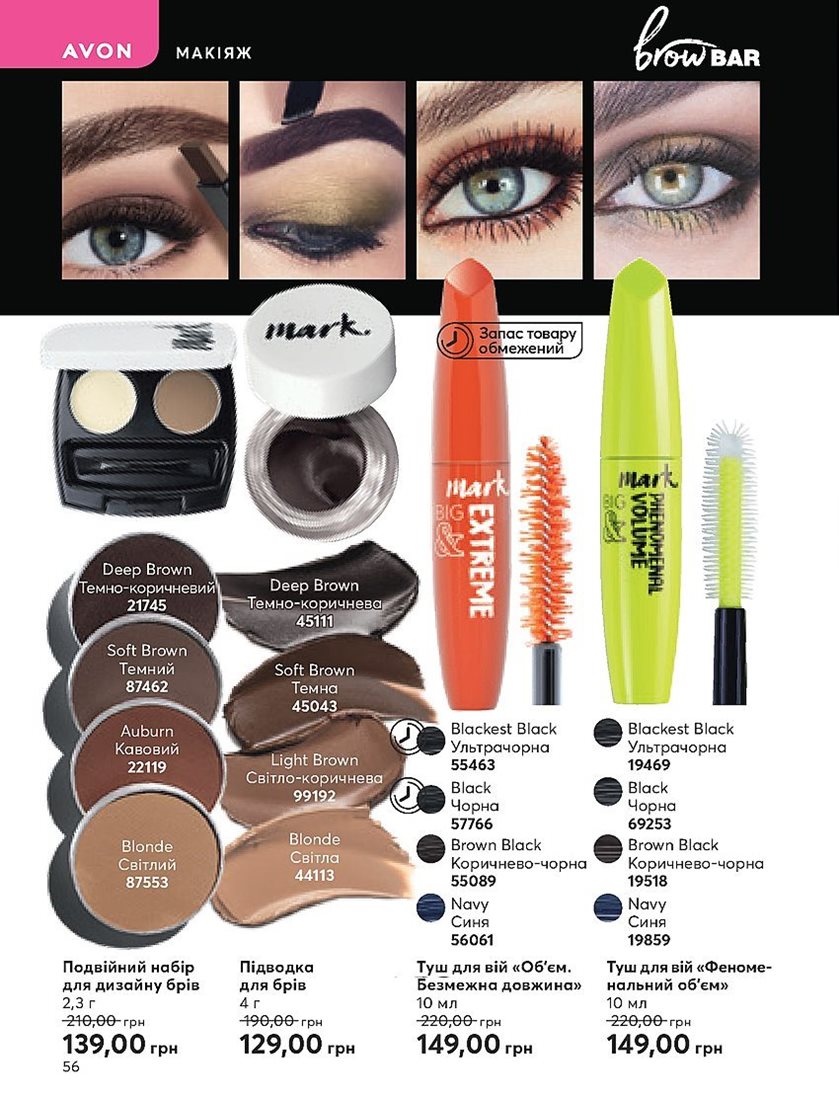 AVON
МАКІЯЖ
brow BAR
mark.
Запас товару
обмежений
mark.
BIG &
EXTREME
mark.
BIG &
PHENOMENAL
VOLUME
Deep Brown
Темно-коричневий
21745
Soft Brown
Темний
87462
Auburn
Кавовий
22119
Blonde
Світлий
87553
Deep Brown
Темно-коричнева
45111
Soft Brown
Темна
45043
Light Brown
Світло-коричнева
99192
Blonde
Світла
44113
Blackest Black
Ультрачорна
55463
Black
Чорна
57766
Brown Black
Коричнево-чорна
55089
Navy
Синя
56061
Blackest Black
Ультрачорна
19469
Black
Чорна
69253
Brown Black
Коричнево-чорна
19518
Navy
Синя
19859
Подвійний набір
для дизайну брів
2,3 г
210,00 грн
139,00 грн
Підводка
для брів
4 г
190,00 грн
129,00 грн
Туш для вій «Об’єм.
Безмежна довжина»
10 мл
220,00 грн
149,00 грн
Туш для вій «Феноме-
нальний об’єм»
10 мл
220,00 грн
149,00 грн
56